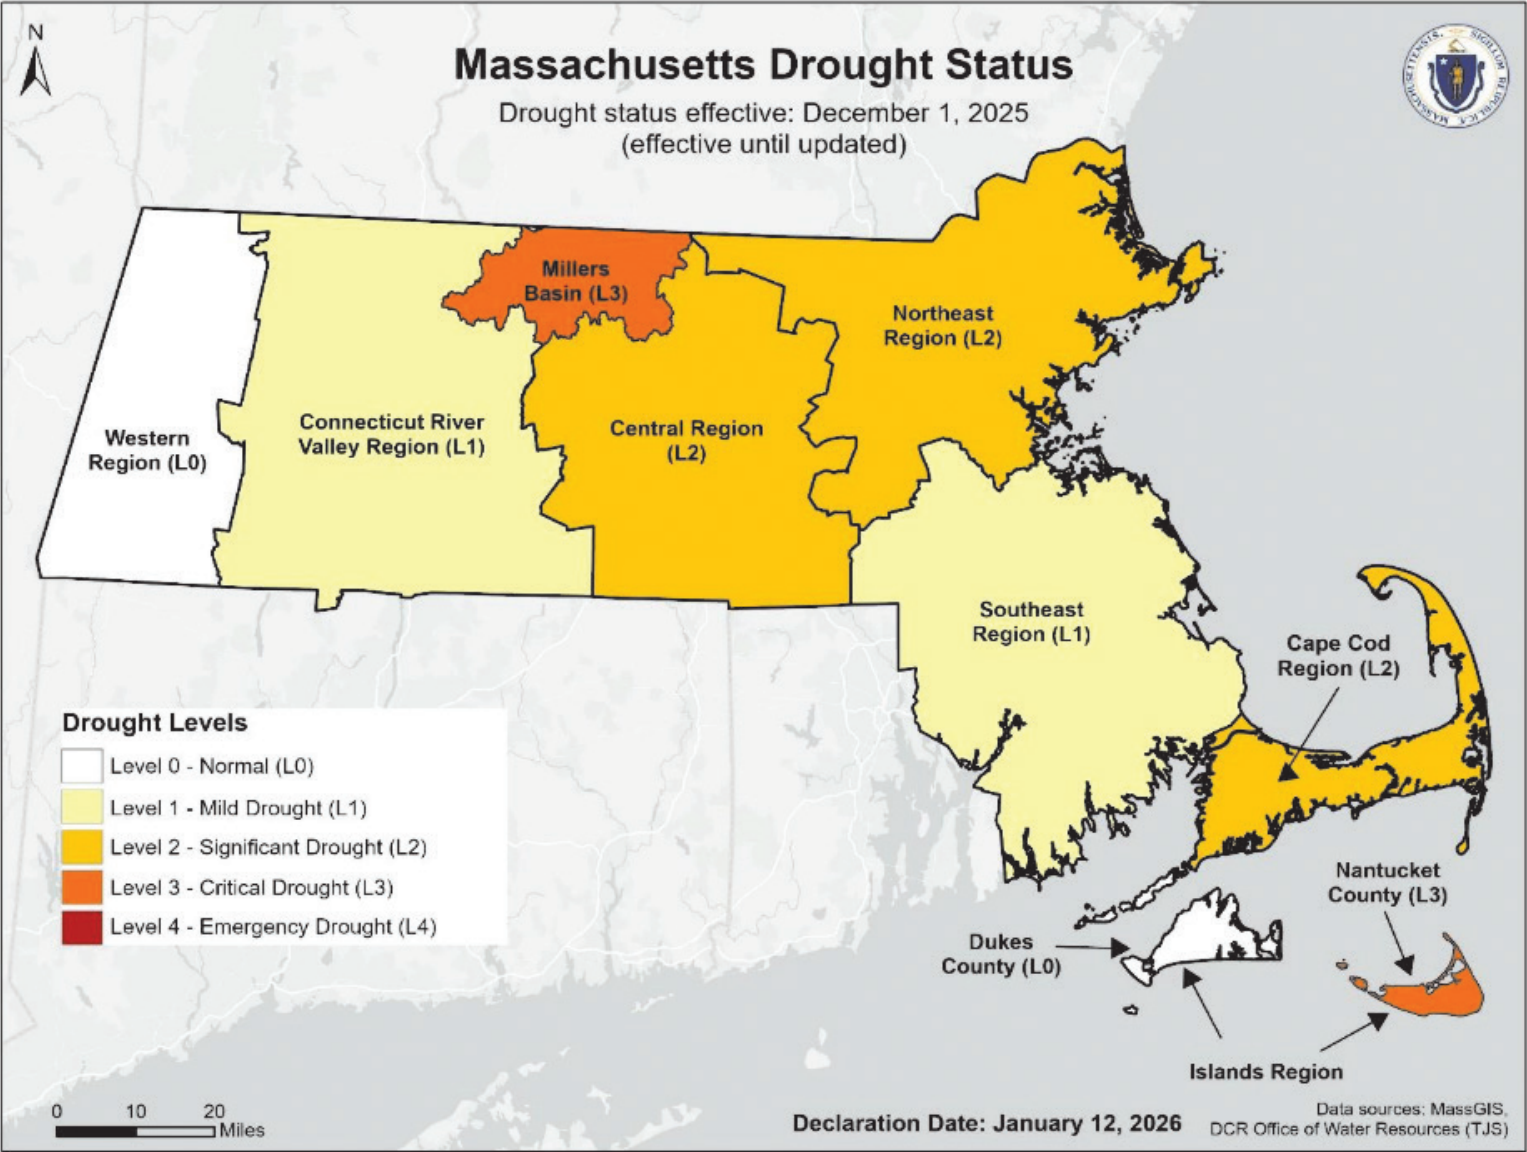 N
Massachusetts Drought Status
Drought status effective: December 1, 2025
(effective until updated)
Millers
Basin (L3)
Northeast
Region (L2)
Connecticut River
Valley Region (L1)
Central Region
(L2)
Western
Region (L0)
Southeast
Region (L1)
Cape Cod
Region (L2)
Drought Levels
Level 0 - Normal (L0)
Level 1 - Mild Drought (L1)
Level 2 - Significant Drought (L2)
Level 3 - Critical Drought (L3)
Level 4 - Emergency Drought (L4)
Nantucket
County (L3)
Dukes
County (L0)
Islands Region
0 10 20
Miles
Declaration Date: January 12, 2026
Data sources: MassGIS,
DCR Office of Water Resources (TJS)